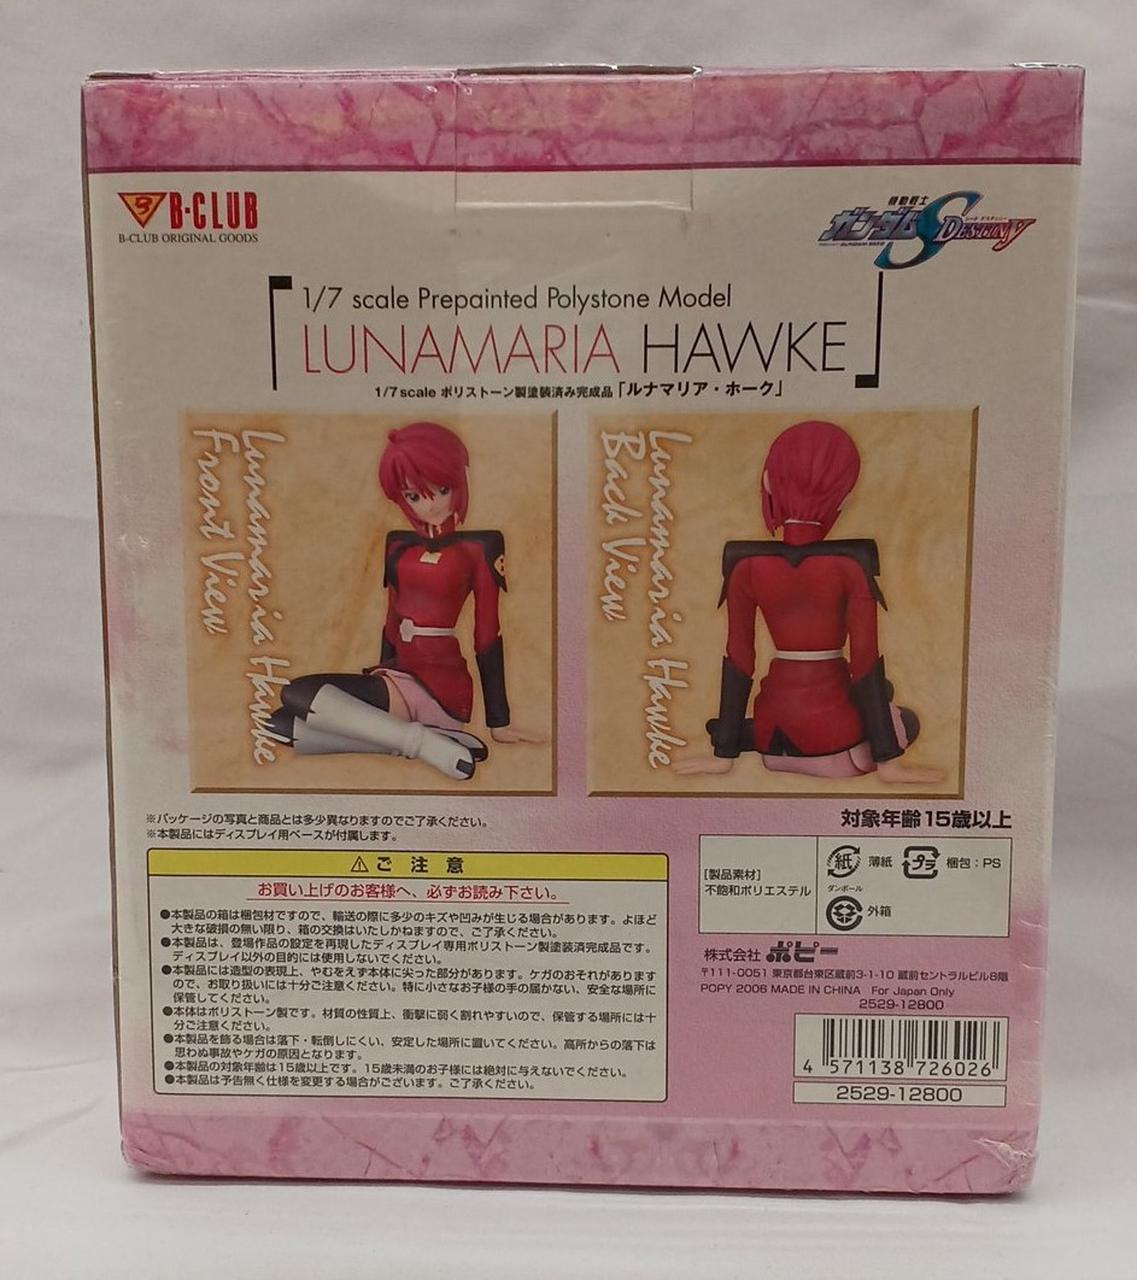 B-CLUB
B-CLUB ORIGINAL GOODS
機動戦士
ガンダムSEED DESTINY
1/7 scale Prepainted Polystone Model
LUNAMARIA HAWKE
1/7 scale ポリストーン製塗装済み完成品「ルナマリア・ホーク」
Lunamaria Hawke
Front View
Lunamaria Hawke
Back View
※パッケージの写真と商品とは多少異なりますのでご了承ください。
※本製品にはディスプレイ用ベースが付属します。
⚠ご注意
お買い上げのお客様へ、必ずお読み下さい。
●本製品の箱は梱包材ですので、輸送の際に多少のキズや凹みが生じる場合があります。よほど
大きな破損の無い限り、箱の交換はいたしかねますので、ご了承ください。
●本製品は、登場作品の設定を再現したディスプレイ専用ポリストーン製塗装済完成品です。
ディスプレイ以外の目的には使用しないでください。
●本製品には造型の表現上、やむをえず本体に尖った部分があります。ケガのおそれがあります
ので、お取り扱いには十分ご注意ください。特に小さなお子様の手の届かない、安全な場所に
保管してください。
●本体はポリストーン製です。材質の性質上、衝撃に弱く割れやすいので、保管する場所には十
分ご注意ください。
●本製品を飾る場合は落下・転倒しにくい、安定した場所に置いてください。高所からの落下は
思わぬ事故やケガの原因となります。
●本製品の対象年齢は15歳以上です。15歳未満のお子様には絶対に与えないでください。
●本製品は予告無く仕様を変更する場合がございます。ご了承ください。
対象年齢15歳以上
[製品素材]
不飽和ポリエステル
紙 薄紙 プラ 梱包：PS
ダンボール
外箱
株式会社ポピー
〒111-0051 東京都台東区蔵前3-1-10 蔵前セントラルビル8階
POPY 2006 MADE IN CHINA For Japan Only
2529-12800
4 571138 726026
2529-12800